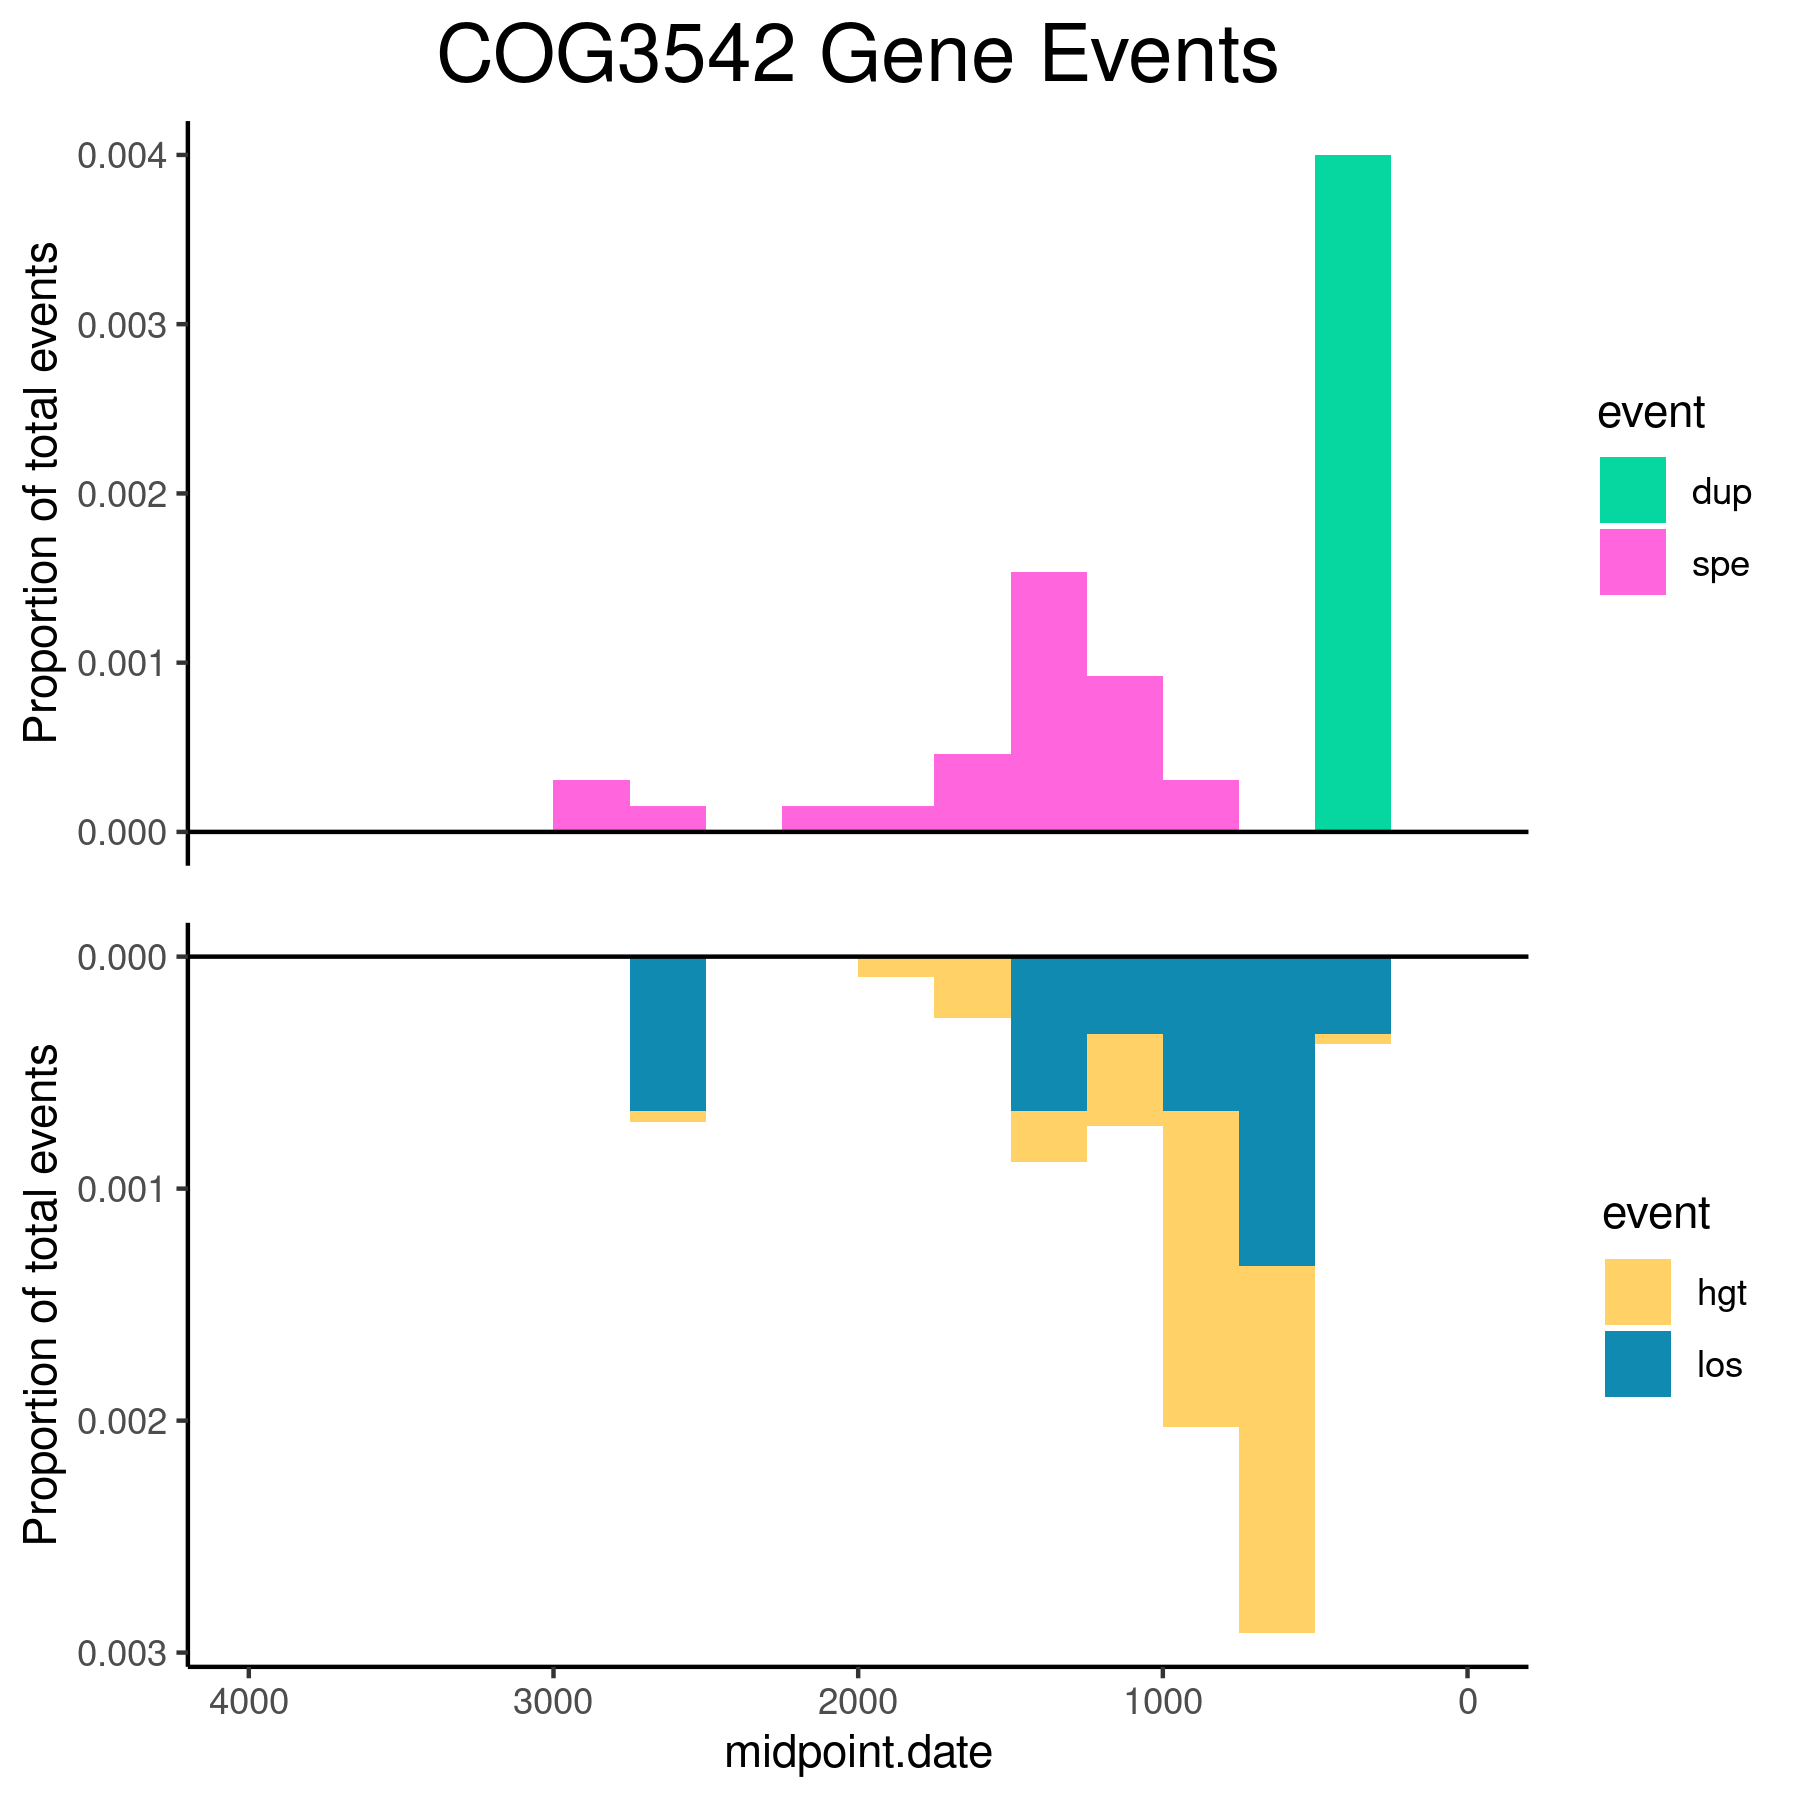 COG3542 Gene Events
Proportion of total events
0.004
0.003
0.002
0.001
0.000
event
dup
spe
Proportion of total events
0.000
0.001
0.002
0.003
event
hgt
los
4000 3000 2000 1000 0
midpoint.date